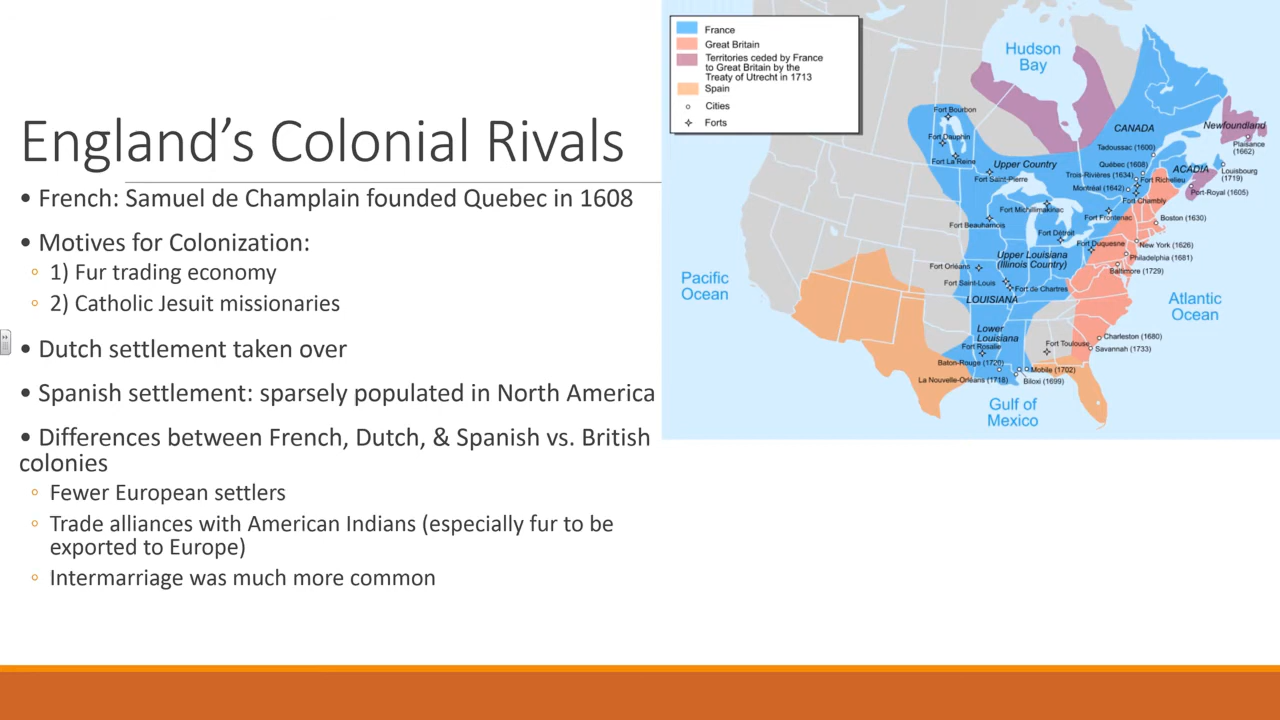 England's Colonial Rivals
• French: Samuel de Champlain founded Quebec in 1608
• Motives for Colonization:
◦ 1) Fur trading economy
◦ 2) Catholic Jesuit missionaries
• Dutch settlement taken over
• Spanish settlement: sparsely populated in North America
• Differences between French, Dutch, & Spanish vs. British
colonies
◦ Fewer European settlers
◦ Trade alliances with American Indians (especially fur to be
exported to Europe)
◦ Intermarriage was much more common
France
Great Britain
Territories ceded by France
to Great Britain by the
Treaty of Utrecht in 1713
Spain
Cities
Forts
Hudson
Bay
Fort Bourbon
Fort Dauphin
Fort La Reine
CANADA
Newfoundland
Plaisance
(1662)
Tadoussac (1600)
Québec (1608)
Upper Country
ACADIA
Louisbourg
(1719)
Trois-Rivières (1634)
Fort Richelieu
Fort Saint-Pierre
Montréal (1642)
Port-Royal (1605)
Fort Chambly
Fort Michilimakinac
Fort Frontenac
Boston (1630)
Fort Beauharnois
Fort Détroit
Fort Duquesne
New York (1626)
Upper Louisiana
(Illinois Country)
Philadelphia (1681)
Fort Orléans
Baltimore (1729)
Pacific
Ocean
Fort Saint-Louis
Fort de Chartres
LOUISIANA
Atlantic
Ocean
Lower
Louisiana
Charleston (1680)
Fort Rosalie
Fort Toulouse
Savannah (1733)
Baton-Rouge (1720)
Mobile (1702)
La Nouvelle-Orléans (1718)
Biloxi (1699)
Gulf of
Mexico